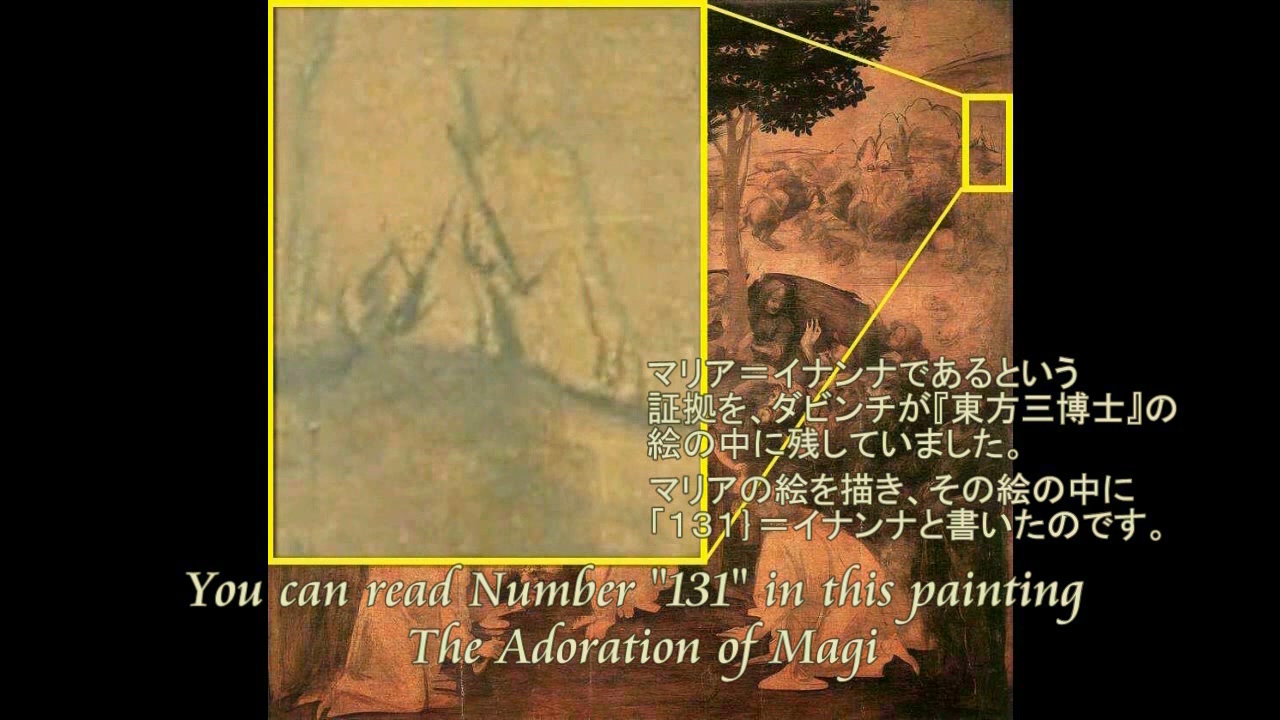 マリア＝イナンナであるという
証拠を、ダビンチが『東方三博士』の
絵の中に残していました。
マリアの絵を描き、その絵の中に
「１３１}＝イナンナと書いたのです。
You can read Number "131" in this painting
The Adoration of Magi